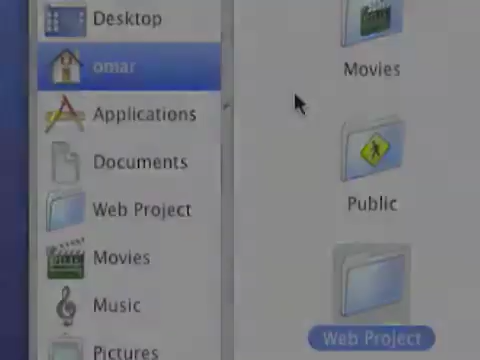 Desktop
omar
Applications
Documents
Web Project
Movies
Music
Pictures
Movies
Public
Web Project